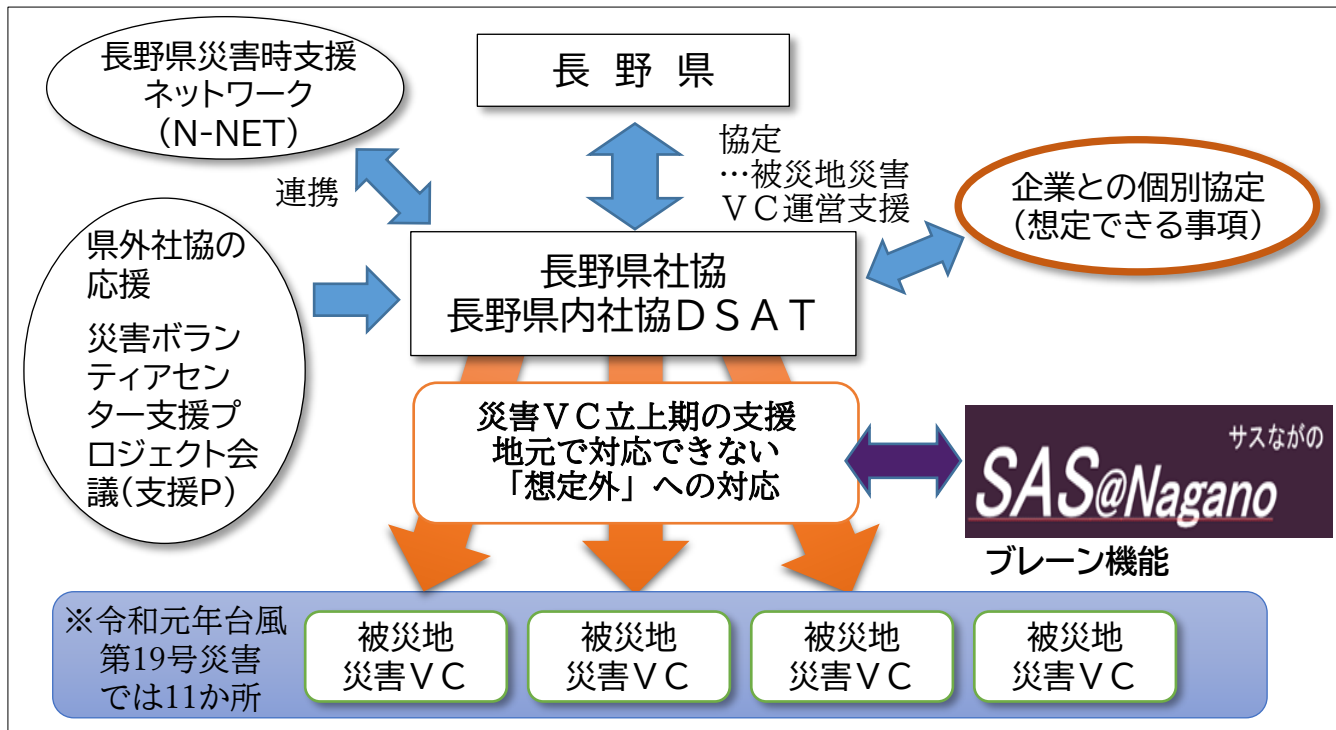 長野県災害時支援
ネットワーク
（N-NET）
長 野 県
連携
協定
…被災地災害
ＶＣ運営支援
企業との個別協定
（想定できる事項）
県外社協の
応援
災害ボラン
ティアセン
ター支援プ
ロジェクト会
議（支援P）
長野県社協
長野県内社協ＤＳＡＴ
災害ＶＣ立上期の支援
地元で対応できない
「想定外」への対応
サスながの
SAS@Nagano
ブレーン機能
※令和元年台風
第19号災害
では11か所
被災地
災害ＶＣ
被災地
災害ＶＣ
被災地
災害ＶＣ
被災地
災害ＶＣ